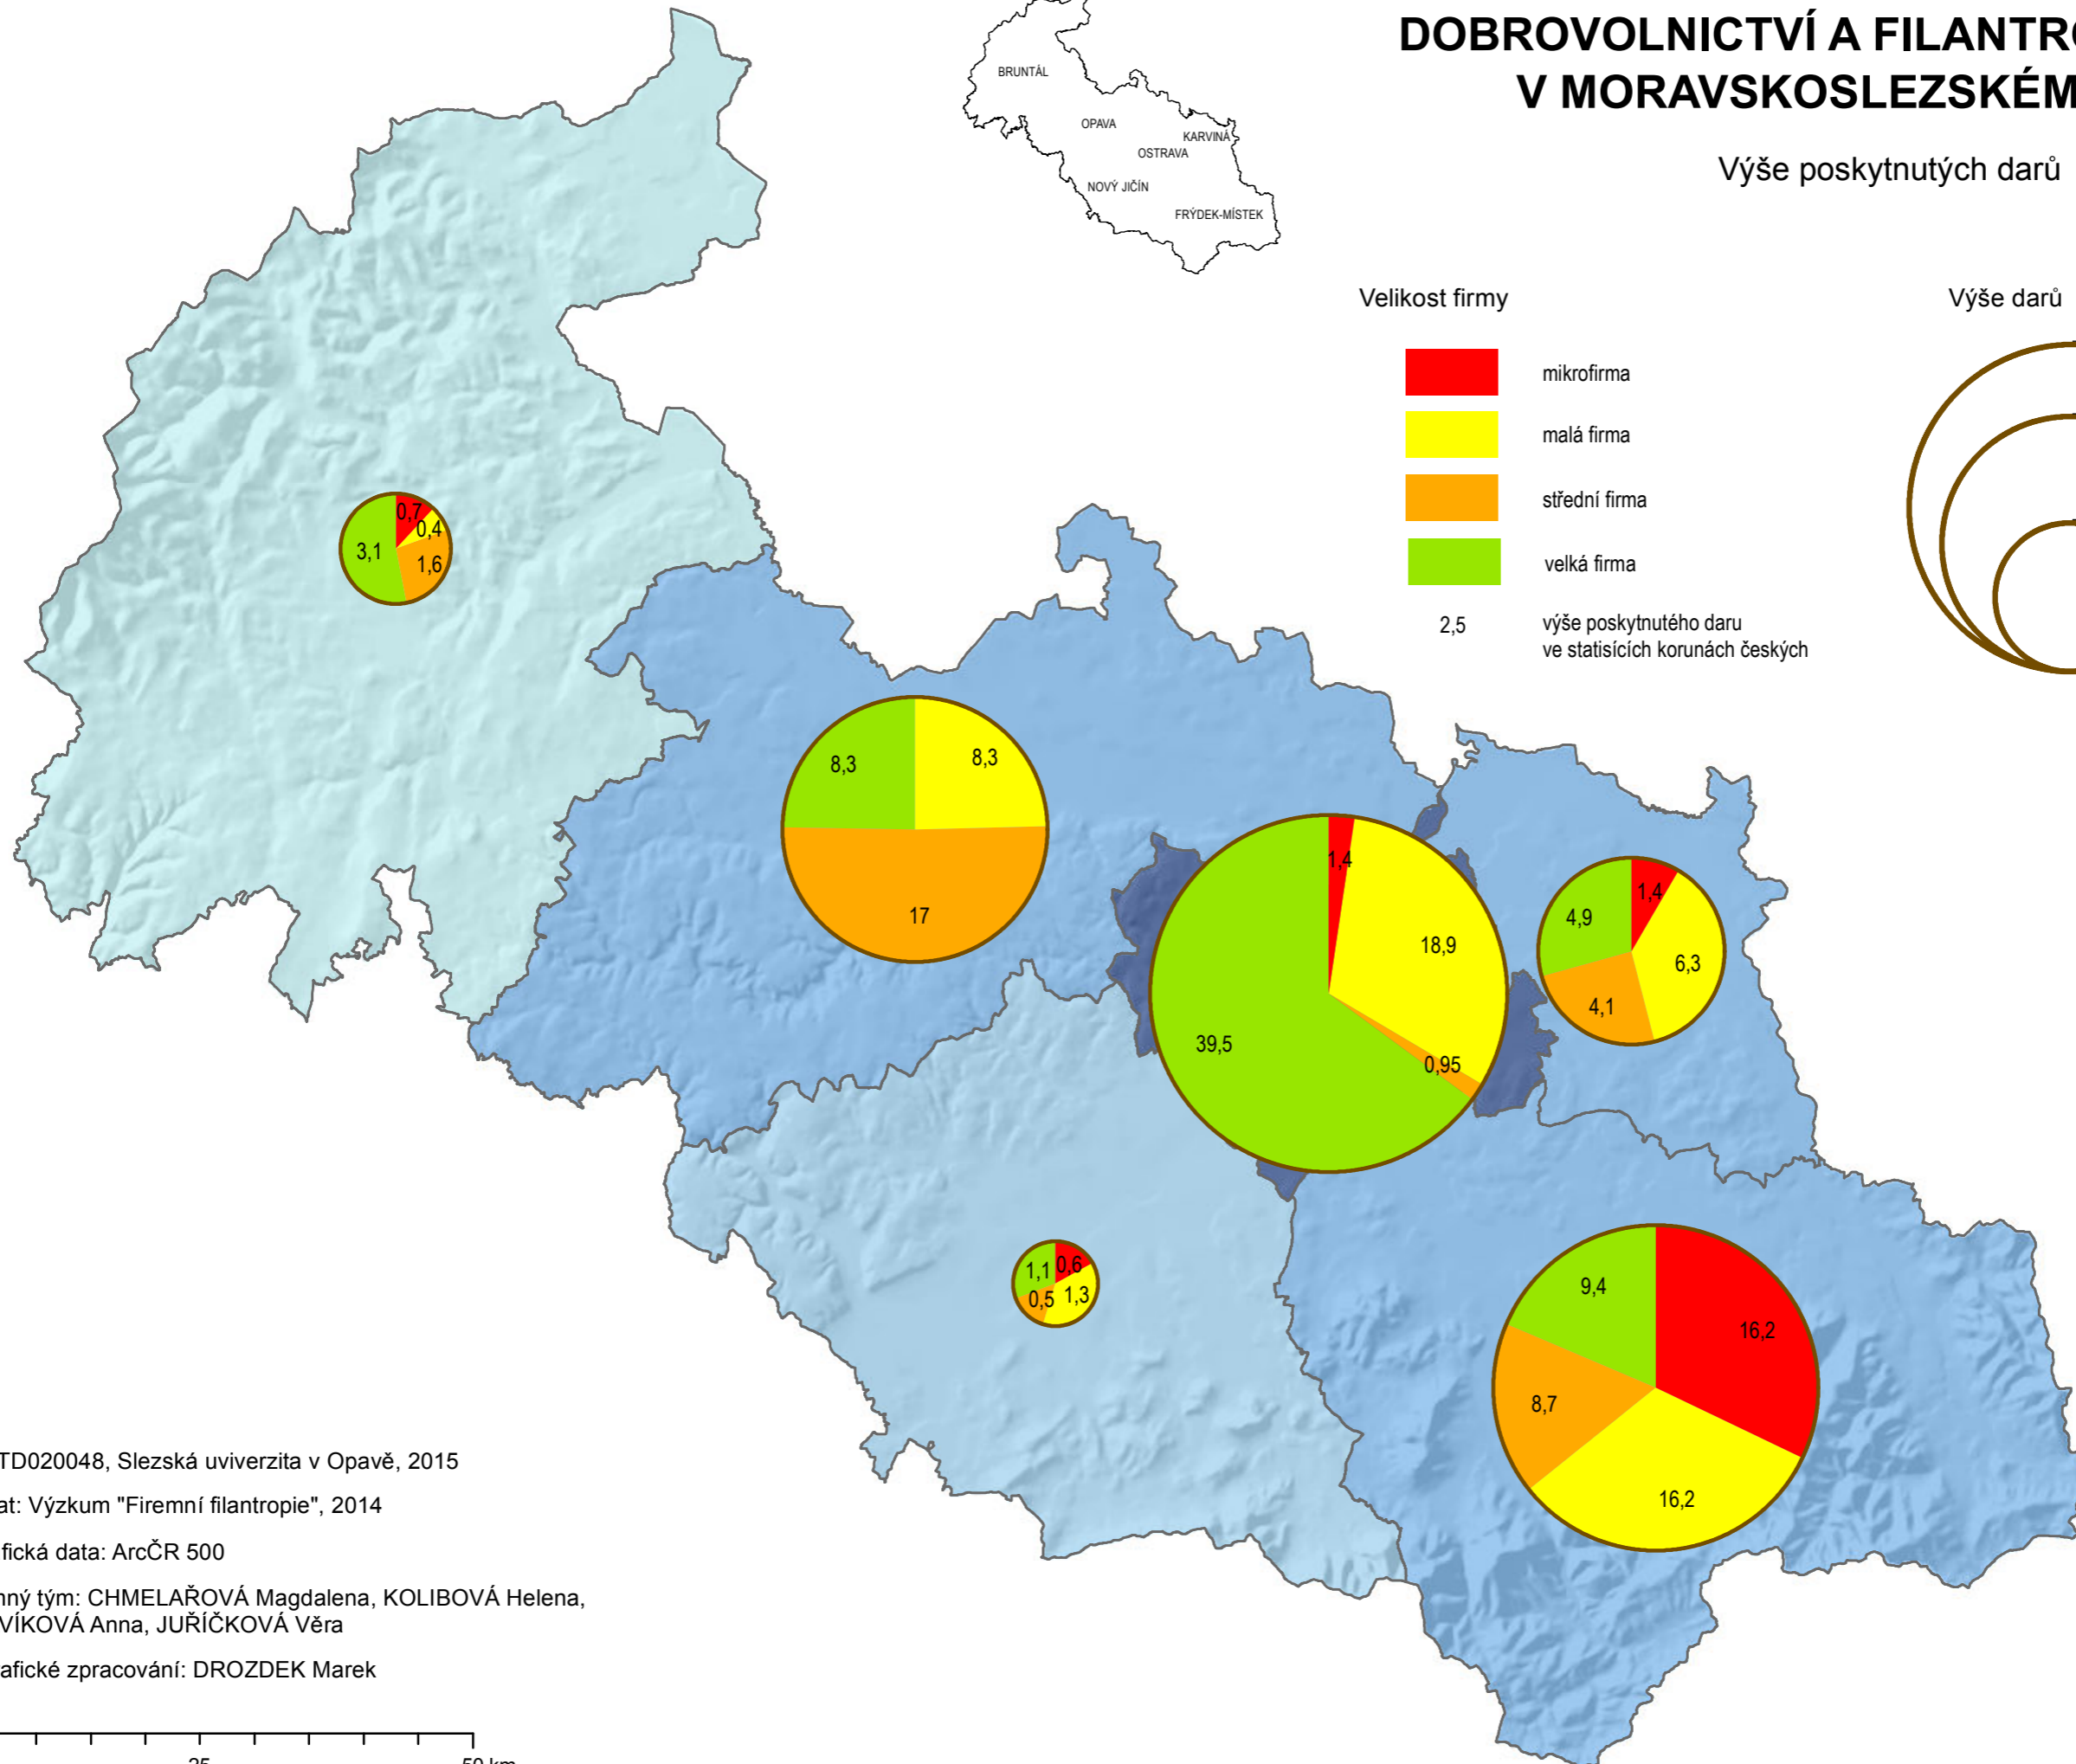 DOBROVOLNICTVÍ A FILANTRO
V MORAVSKOSLEZSKÉM
Výše poskytnutých darů
BRUNTÁL
OPAVA
KARVINÁ
OSTRAVA
NOVÝ JIČÍN
FRÝDEK-MÍSTEK
Velikost firmy
mikrofirma
malá firma
střední firma
velká firma
2,5
výše poskytnutého daru
ve statisících korunách českých
Výše darů
0,7
0,4
1,6
3,1
8,3
8,3
17
1,4
18,9
0,95
39,5
1,4
6,3
4,1
4,9
1,1
0,6
0,5
1,3
9,4
16,2
8,7
16,2
TD020048, Slezská uviverzita v Opavě, 2015
at: Výzkum "Firemní filantropie", 2014
fická data: ArcČR 500
nný tým: CHMELAŘOVÁ Magdalena, KOLIBOVÁ Helena,
VÍKOVÁ Anna, JUŘÍČKOVÁ Věra
afické zpracování: DROZDEK Marek
25
50 km